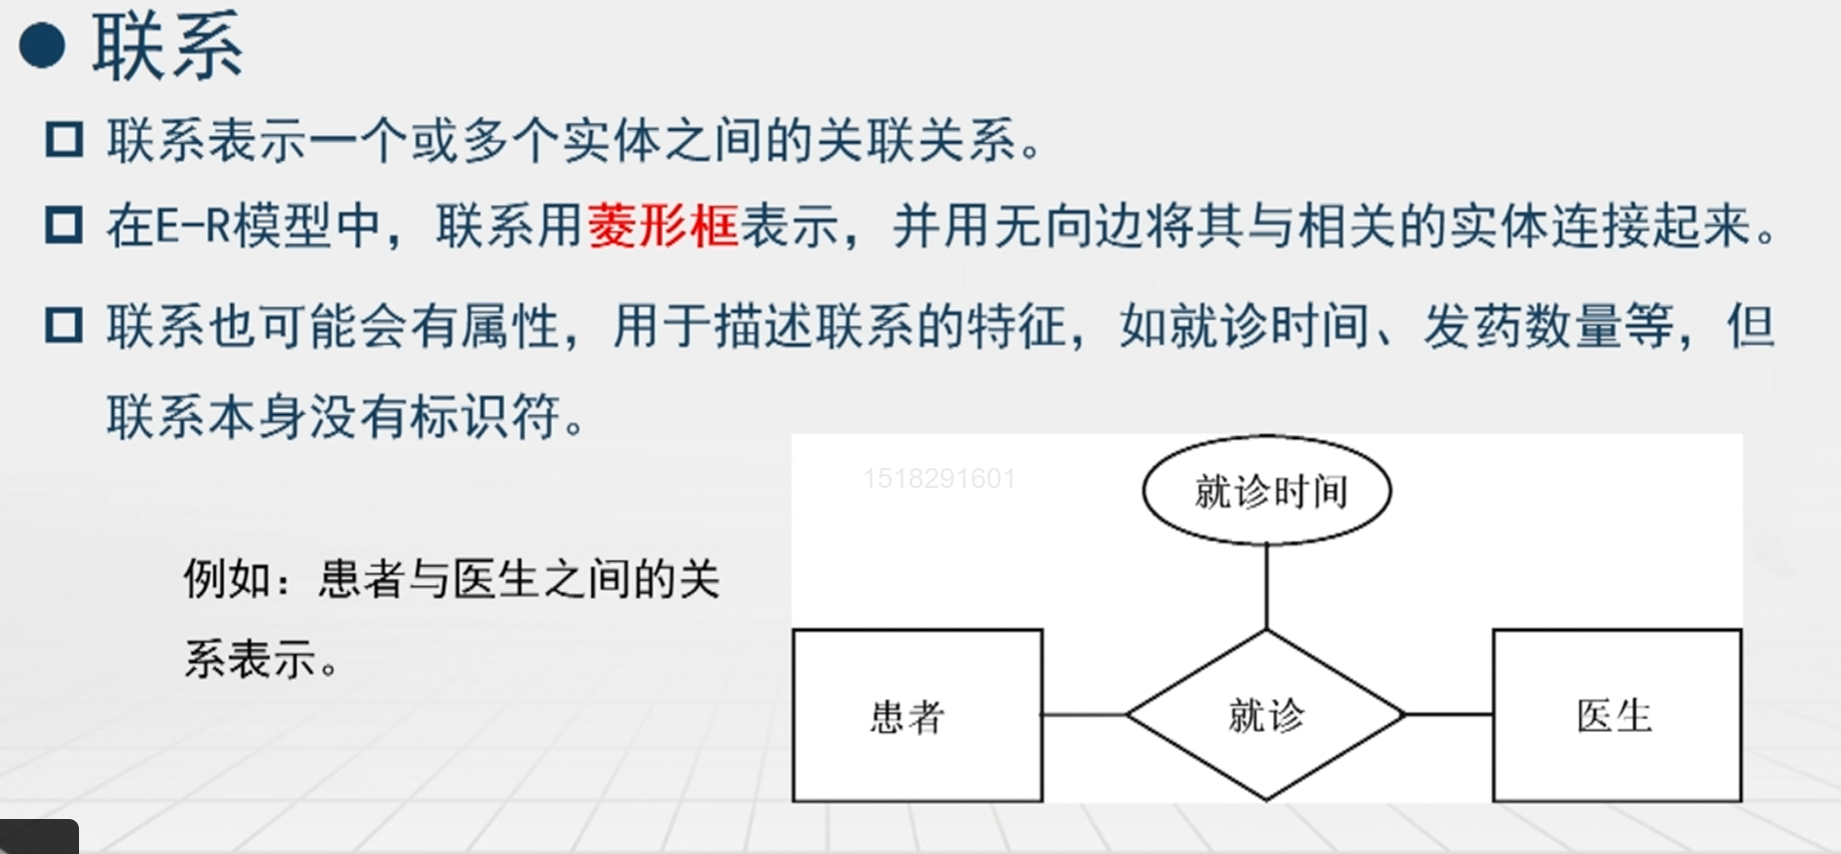 联系
联系表示一个或多个实体之间的关联关系。
在E-R模型中，联系用菱形框表示，并用无向边将其与相关的实体连接起来。
联系也可能会有属性，用于描述联系的特征，如就诊时间、发药数量等，但
联系本身没有标识符。
1518291601
就诊时间
例如：患者与医生之间的关
系表示。
患者
就诊
医生